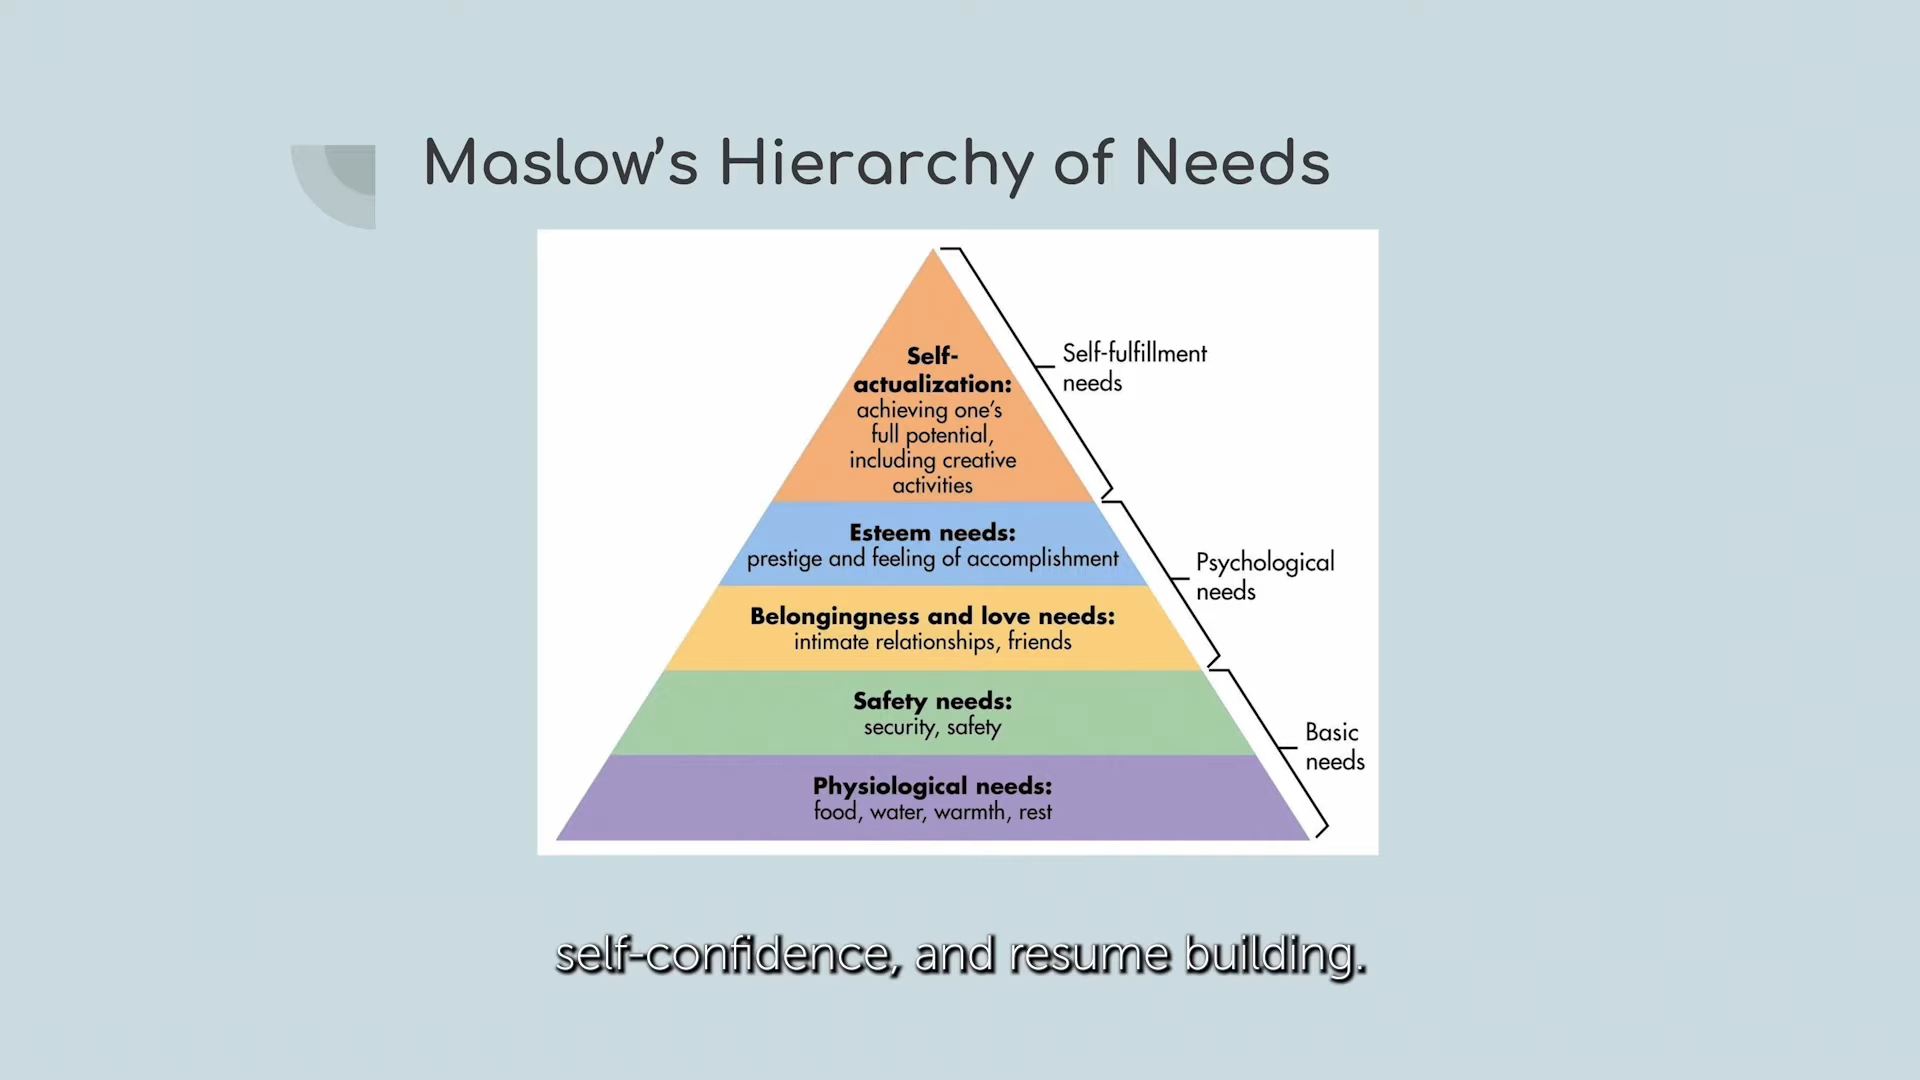 Maslow’s Hierarchy of Needs
Self-
actualization:
achieving one’s
full potential,
including creative
activities
Self-fulfillment
needs
Esteem needs:
prestige and feeling of accomplishment
Psychological
needs
Belongingness and love needs:
intimate relationships, friends
Safety needs:
security, safety
Basic
needs
Physiological needs:
food, water, warmth, rest
self-confidence, and resume building.